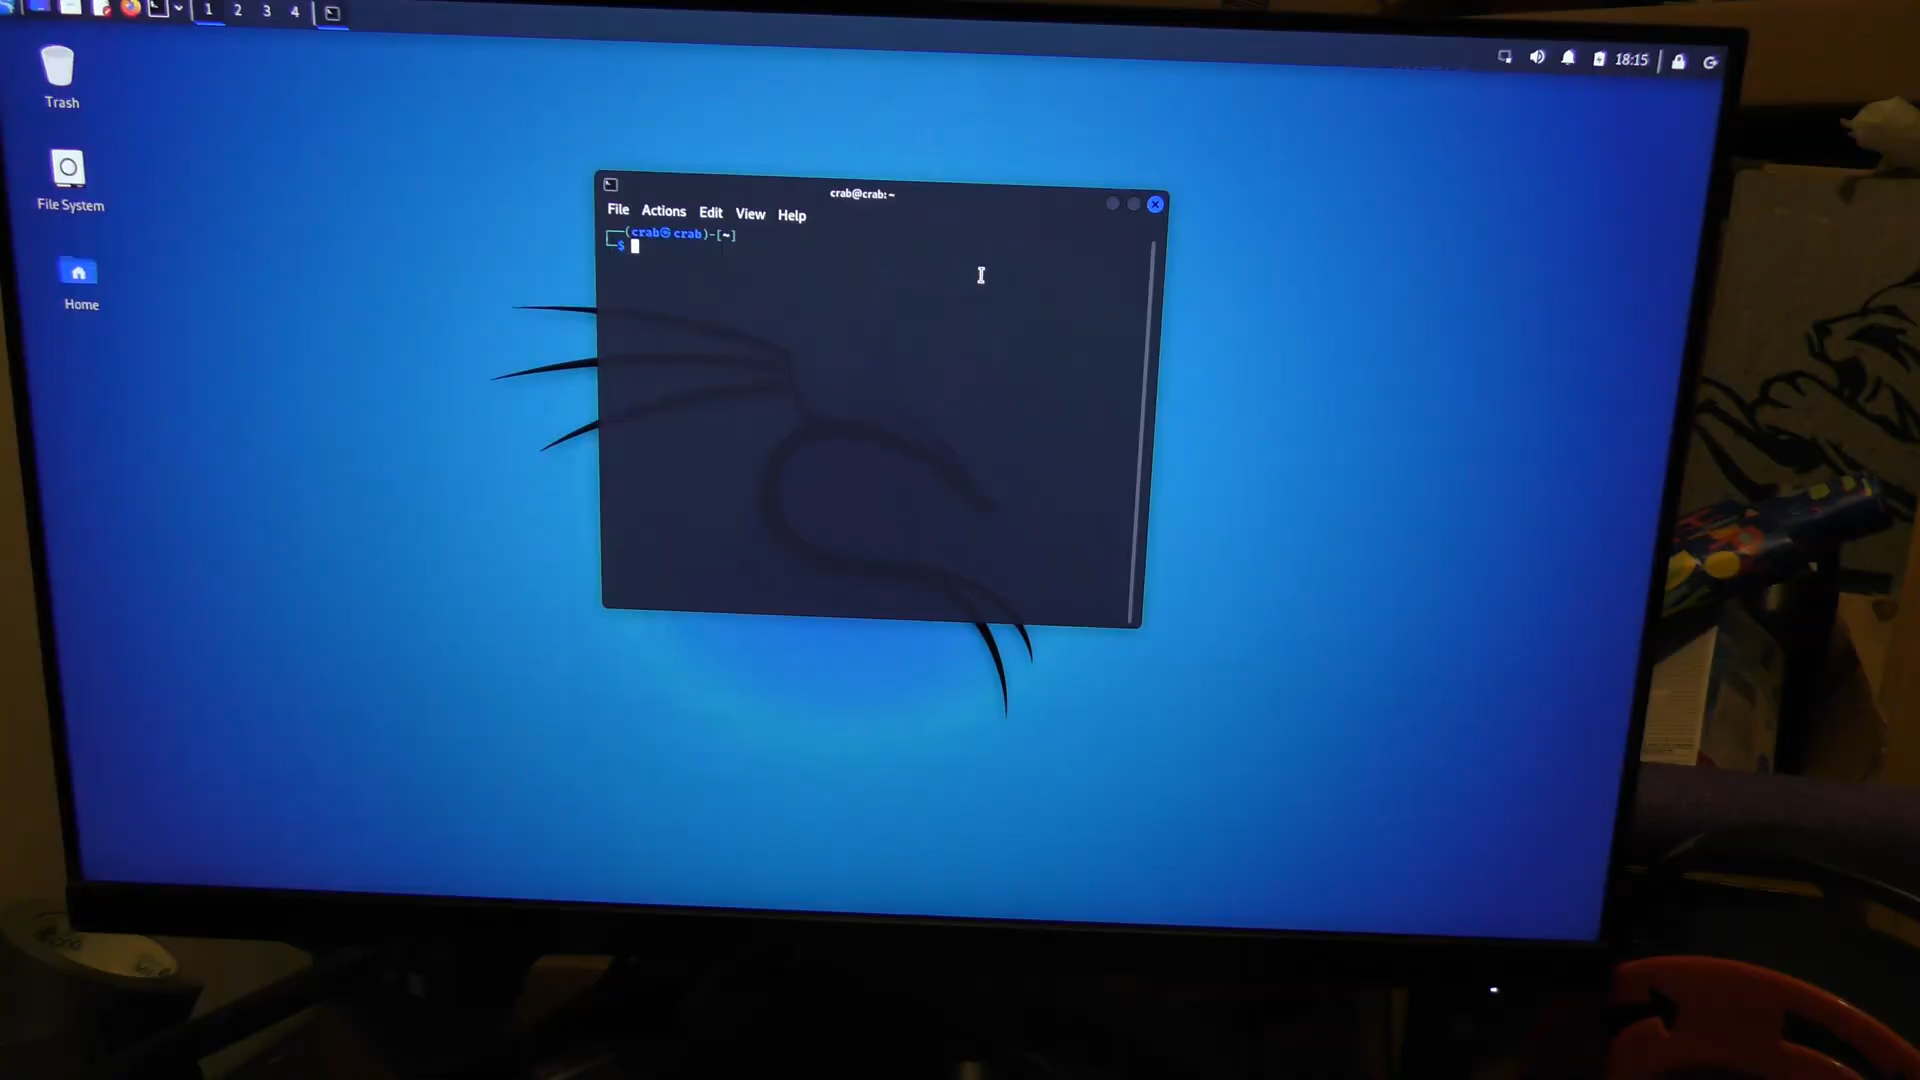 1 2 3 4
18:15
Trash
File System
Home
crab@crab: ~
File Actions Edit View Help
┌──(crab㉿crab)-[~]
└─$